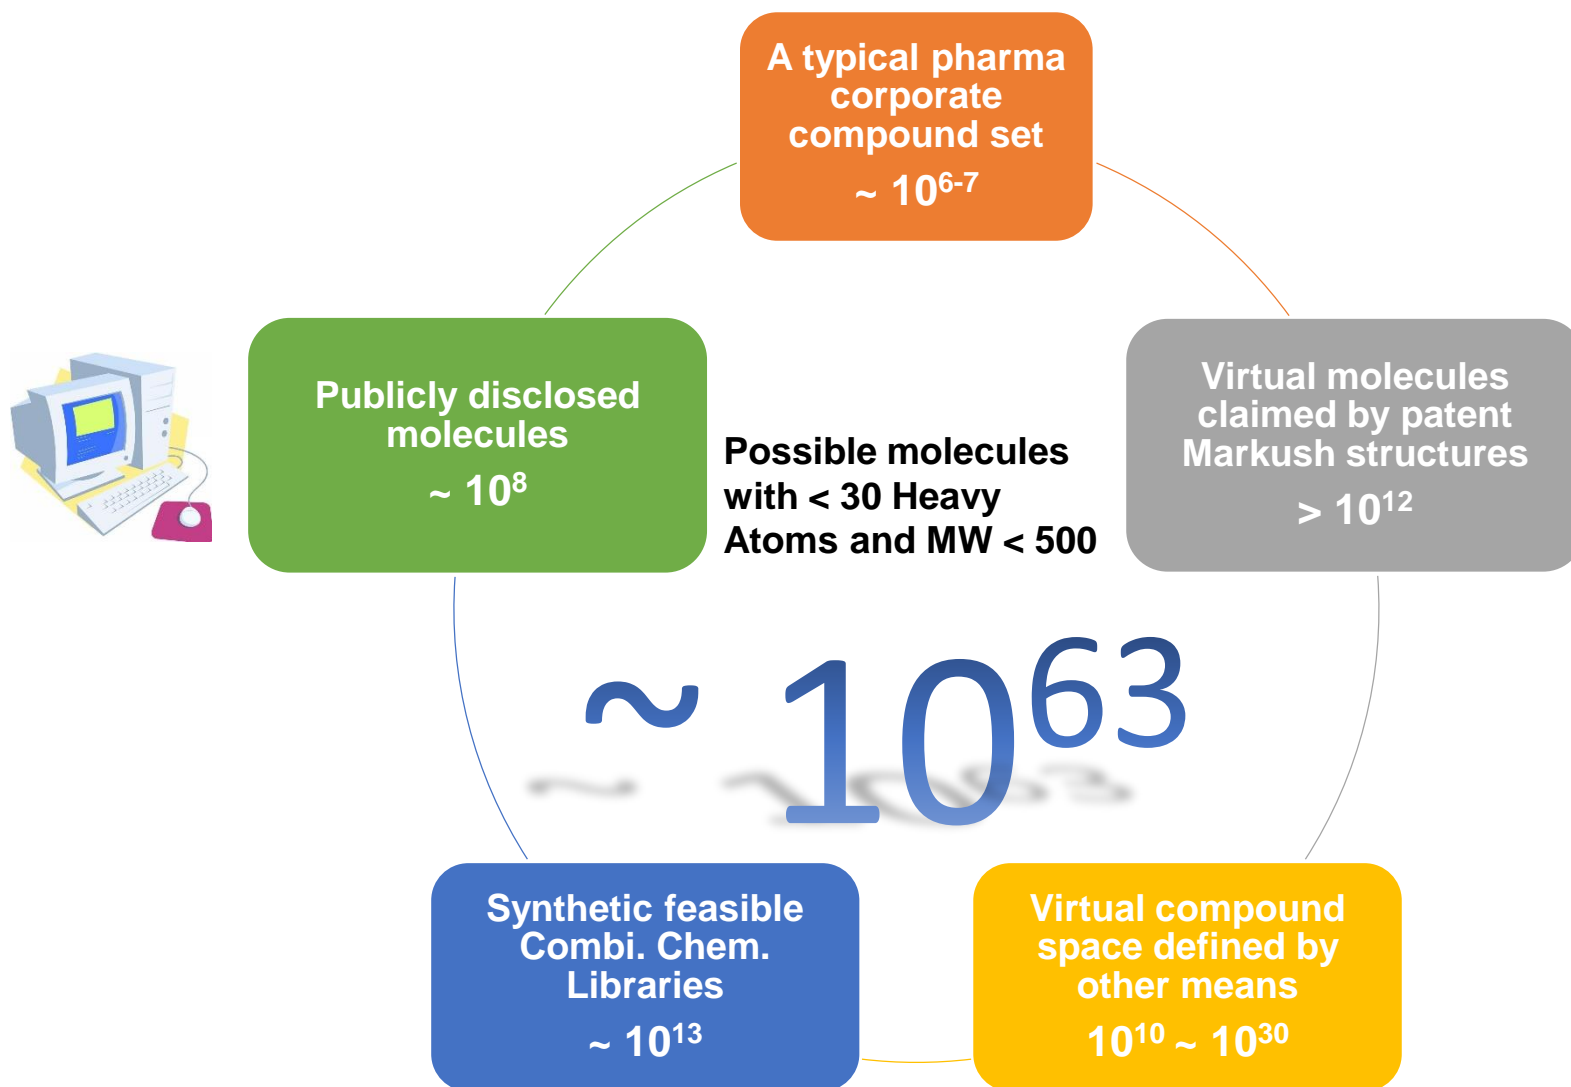 A typical pharma
corporate
compound set
~ 10⁶⁻⁷
Publicly disclosed
molecules
~ 10⁸
Possible molecules
with < 30 Heavy
Atoms and MW < 500
~ 10⁶³
Virtual molecules
claimed by patent
Markush structures
> 10¹²
Synthetic feasible
Combi. Chem.
Libraries
~ 10¹³
Virtual compound
space defined by
other means
10¹⁰ ~ 10³⁰